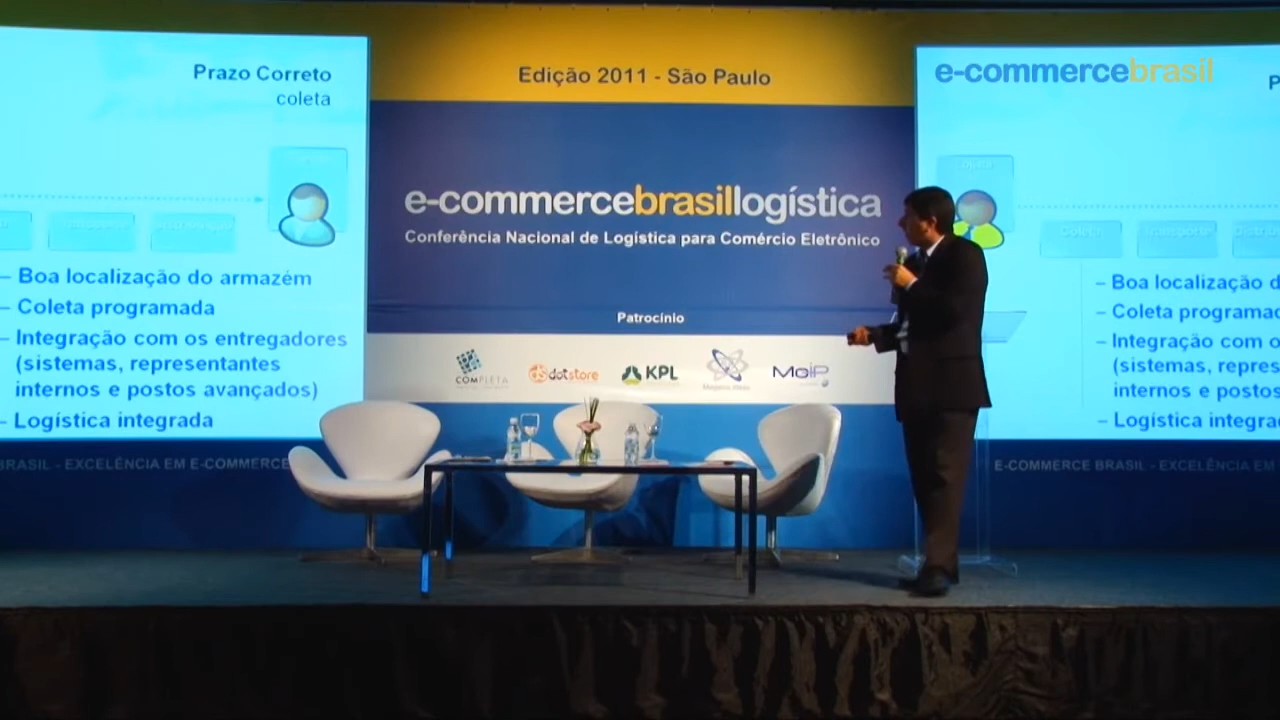 Prazo Correto
coleta
– Boa localização do armazém
– Coleta programada
– Integração com os entregadores
(sistemas, representantes
internos e postos avançados)
– Logística integrada
BRASIL - EXCELÊNCIA EM E-COMMERCE
Edição 2011 - São Paulo
e-commercebrasillogística
Conferência Nacional de Logística para Comércio Eletrônico
Patrocínio
COMPLETA
dotstore
KPL
MoIP
e-commercebrasil
P
Coleta
Transporte
– Boa localização d
– Coleta programad
– Integração com o
(sistemas, repres
internos e postos
– Logística integra
E-COMMERCE BRASIL - EXCELÊNCIA EM